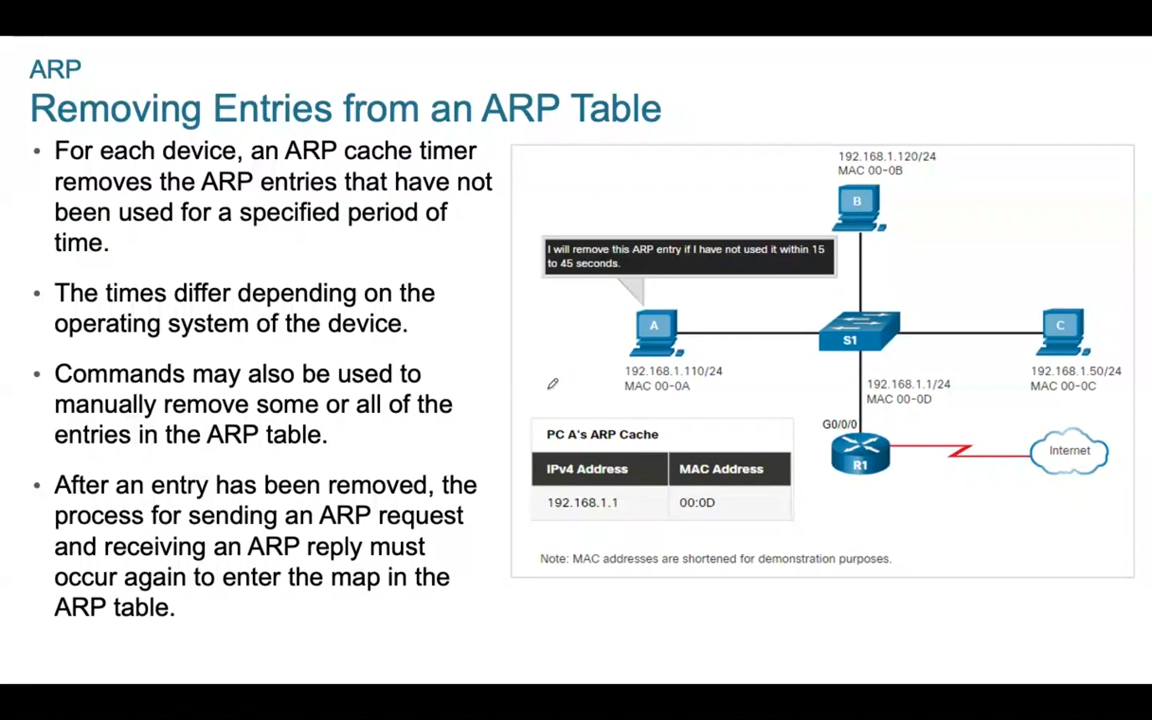 ARP
Removing Entries from an ARP Table
• For each device, an ARP cache timer
removes the ARP entries that have not
been used for a specified period of
time.
• The times differ depending on the
operating system of the device.
• Commands may also be used to
manually remove some or all of the
entries in the ARP table.
• After an entry has been removed, the
process for sending an ARP request
and receiving an ARP reply must
occur again to enter the map in the
ARP table.
192.168.1.120/24
MAC 00-0B
B
I will remove this ARP entry if I have not used it within 15
to 45 seconds.
A
S1
C
192.168.1.110/24
MAC 00-0A
192.168.1.50/24
MAC 00-0C
192.168.1.1/24
MAC 00-0D
G0/0/0
R1
Internet
PC A's ARP Cache
IPv4 Address MAC Address
192.168.1.1 00:0D
Note: MAC addresses are shortened for demonstration purposes.